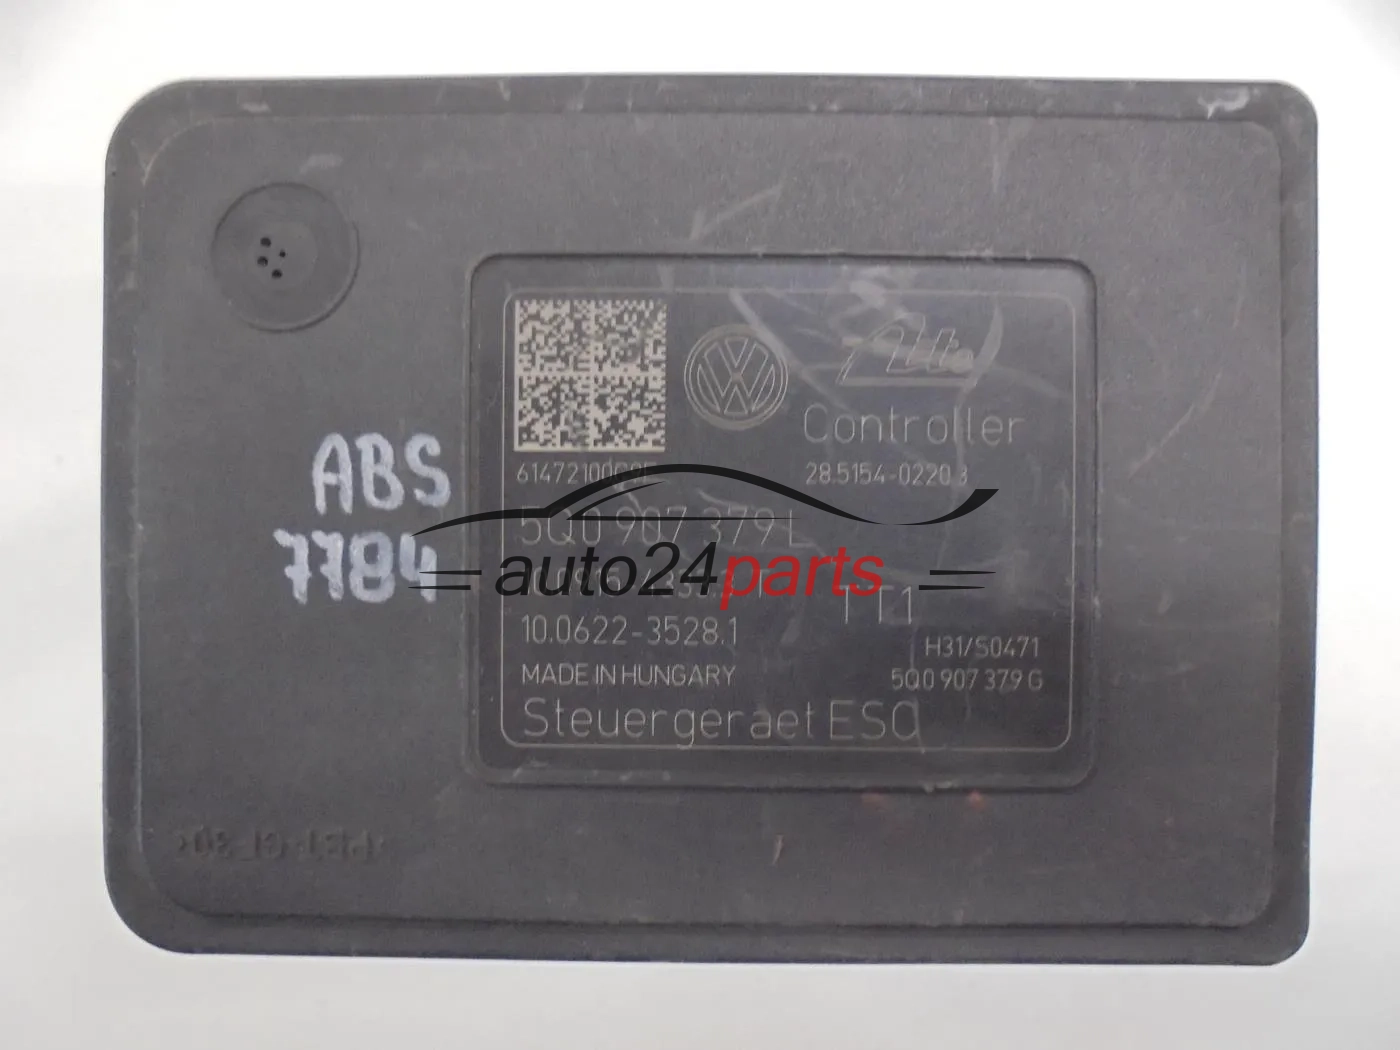 ABS
7784
Ate
Controller
28.5154-0220.3
5Q0 907 379 L
auto24parts
10.0622-3528.1
H31/S0471
MADE IN HUNGARY
5Q0 907 379 G
Steuergeraet ESC